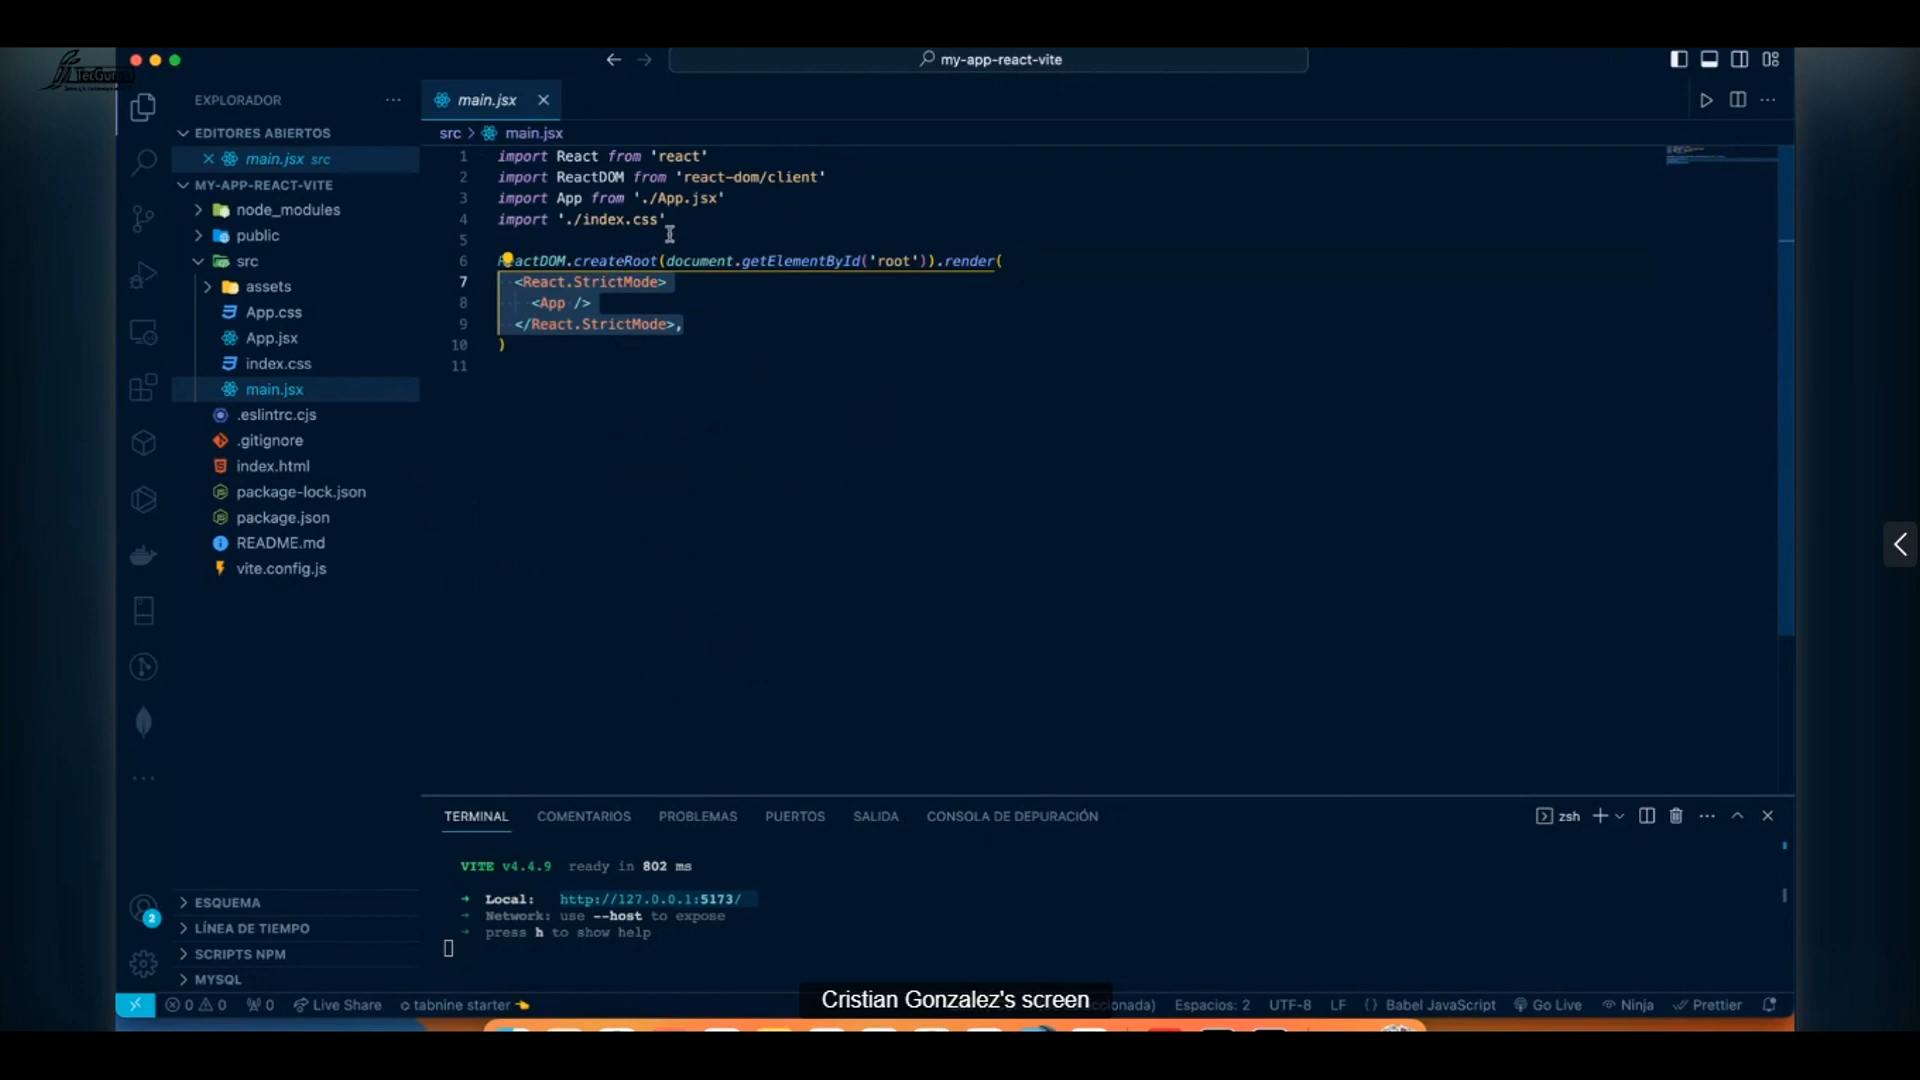 TecGurus
my-app-react-vite
EXPLORADOR
main.jsx
EDITORES ABIERTOS
src > main.jsx
main.jsx src
MY-APP-REACT-VITE
node_modules
public
src
assets
App.css
App.jsx
index.css
main.jsx
.eslintrc.cjs
.gitignore
index.html
package-lock.json
package.json
README.md
vite.config.js
1 import React from 'react'
2 import ReactDOM from 'react-dom/client'
3 import App from './App.jsx'
4 import './index.css'
5
6 ReactDOM.createRoot(document.getElementById('root')).render(
7 <React.StrictMode>
8 <App />
9 </React.StrictMode>,
10 )
11
TERMINAL COMENTARIOS PROBLEMAS PUERTOS SALIDA CONSOLA DE DEPURACIÓN
zsh
VITE v4.4.9 ready in 802 ms
➜ Local: http://127.0.0.1:5173/
➜ Network: use --host to expose
➜ press h to show help
ESQUEMA
LÍNEA DE TIEMPO
SCRIPTS NPM
MYSQL
2
Cristian Gonzalez's screen
0 0 0 Live Share tabnine starter Espacios: 2 UTF-8 LF {} Babel JavaScript Go Live Ninja Prettier